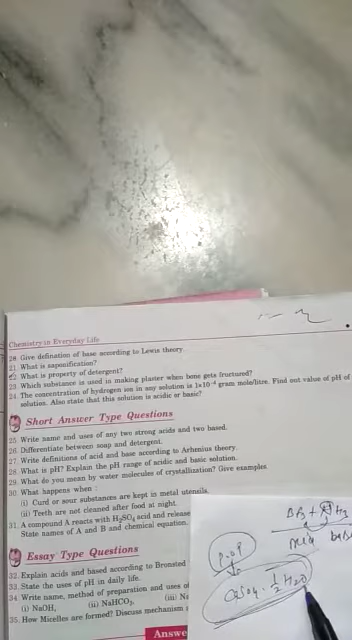 Chemistry in Everyday Life
20. Give defination of base according to Lewis theory.
21. What is saponification?
22. What is property of detergent?
23. Which substance is used in making plaster when bone gets fractured?
24. The concentration of hydrogen ion in any solution is 1×10⁻⁴ gram mole/litre. Find out value of pH of
solution. Also state that this solution is acidic or basic?
Short Answer Type Questions
25. Write name and uses of any two strong acids and two based.
26. Differentiate between soap and detergent.
27. Write definitions of acid and base according to Arhenius theory.
28. What is pH? Explain the pH range of acidic and basic solution.
29. What do you mean by water molecules of crystallization? Give examples
30. What happens when :
(i) Curd or sour substances are kept in metal utensils
(ii) Teeth are not cleaned after food at night.
31. A compound A reacts with H₂SO₄ acid and release
State names of A and B and chemical equation.
Essay Type Questions
32. Explain acids and based according to Bronsted
33. State the uses of pH in daily life.
34. Write name, method of preparation and uses of
(i) NaOH, (ii) NaHCO₃, (iii) Na
35. How Micelles are formed? Discuss mechanism
Answe
P.O.P
CaSO₄ · ½ H₂O